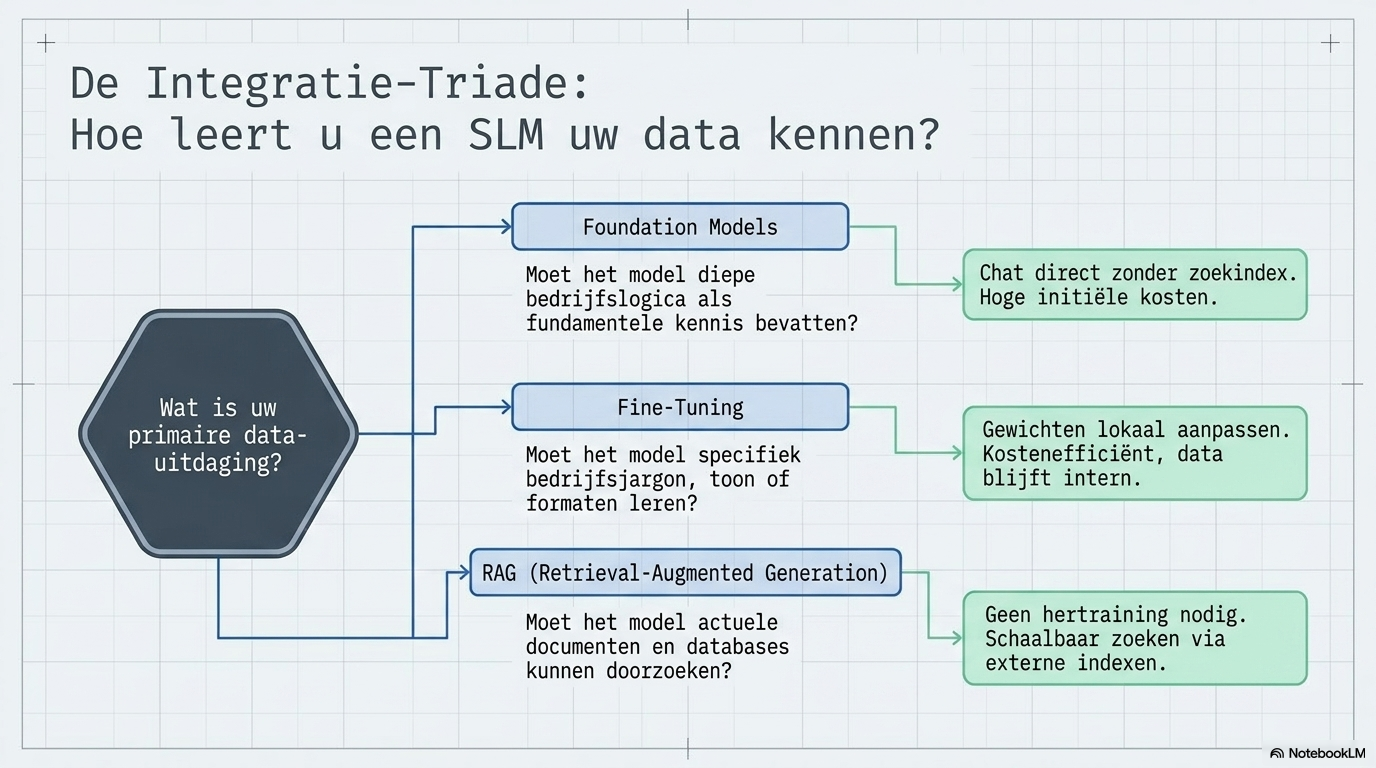 De Integratie-Triade:
Hoe leert u een SLM uw data kennen?
Wat is uw
primaire data-
uitdaging?
Foundation Models
Moet het model diepe
bedrijfslogica als
fundamentele kennis bevatten?
Chat direct zonder zoekindex.
Hoge initiële kosten.
Fine-Tuning
Moet het model specifiek
bedrijfsjargon, toon of
formaten leren?
Gewichten lokaal aanpassen.
Kostenefficiënt, data
blijft intern.
RAG (Retrieval-Augmented Generation)
Moet het model actuele
documenten en databases
kunnen doorzoeken?
Geen hertraining nodig.
Schaalbaar zoeken via
externe indexen.
NotebookLM